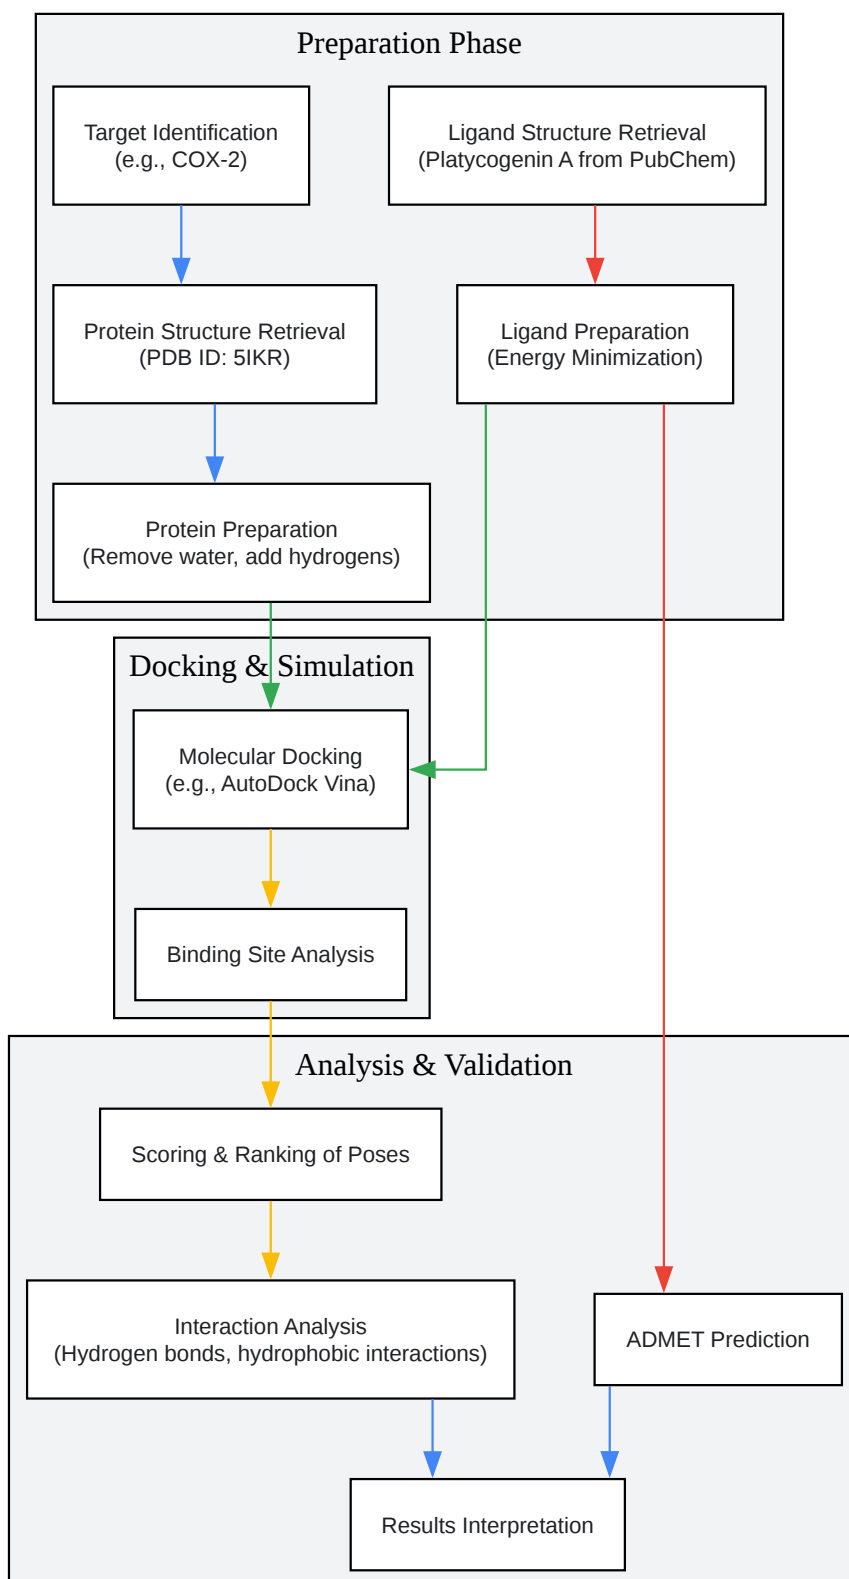 Preparation Phase
Target Identification
(e.g., COX-2)
Ligand Structure Retrieval
(Platycogenin A from PubChem)
Protein Structure Retrieval
(PDB ID: 5IKR)
Ligand Preparation
(Energy Minimization)
Protein Preparation
(Remove water, add hydrogens)
Docking & Simulation
Molecular Docking
(e.g., AutoDock Vina)
Binding Site Analysis
Analysis & Validation
Scoring & Ranking of Poses
Interaction Analysis
(Hydrogen bonds, hydrophobic interactions)
ADMET Prediction
Results Interpretation